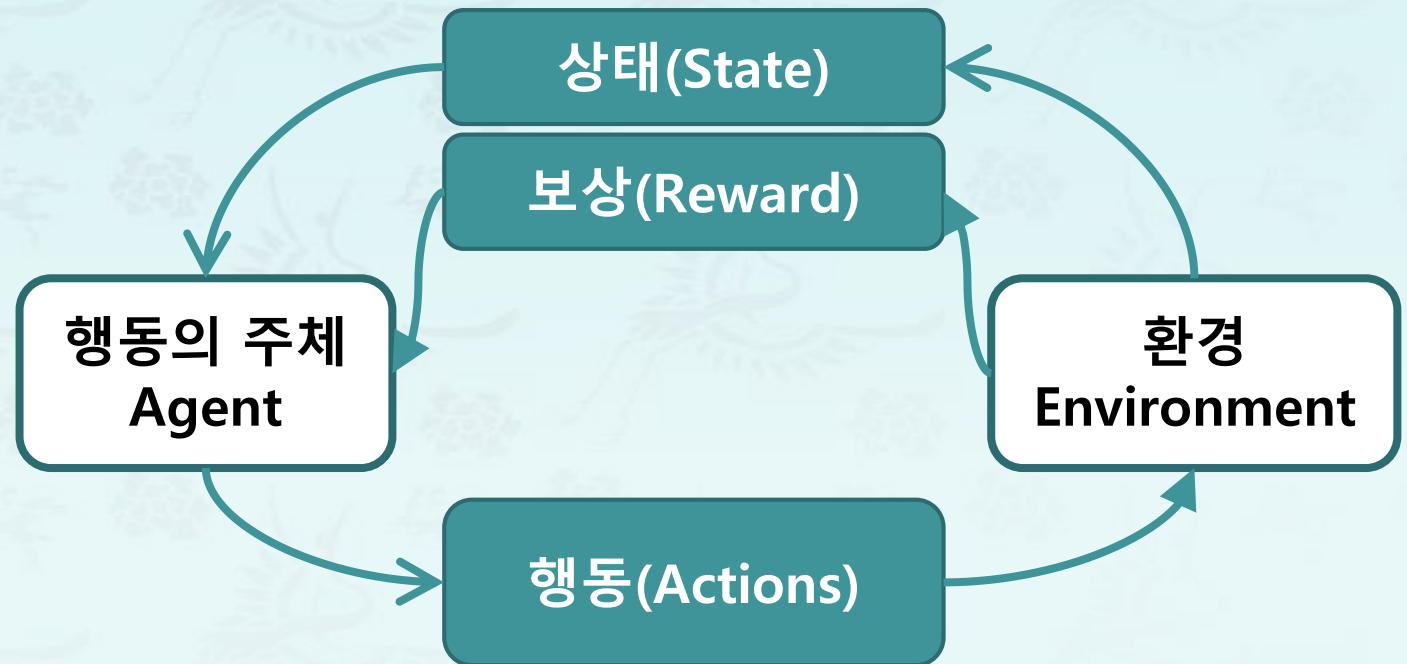 상태(State)
보상(Reward)
행동의 주체
Agent
환경
Environment
행동(Actions)